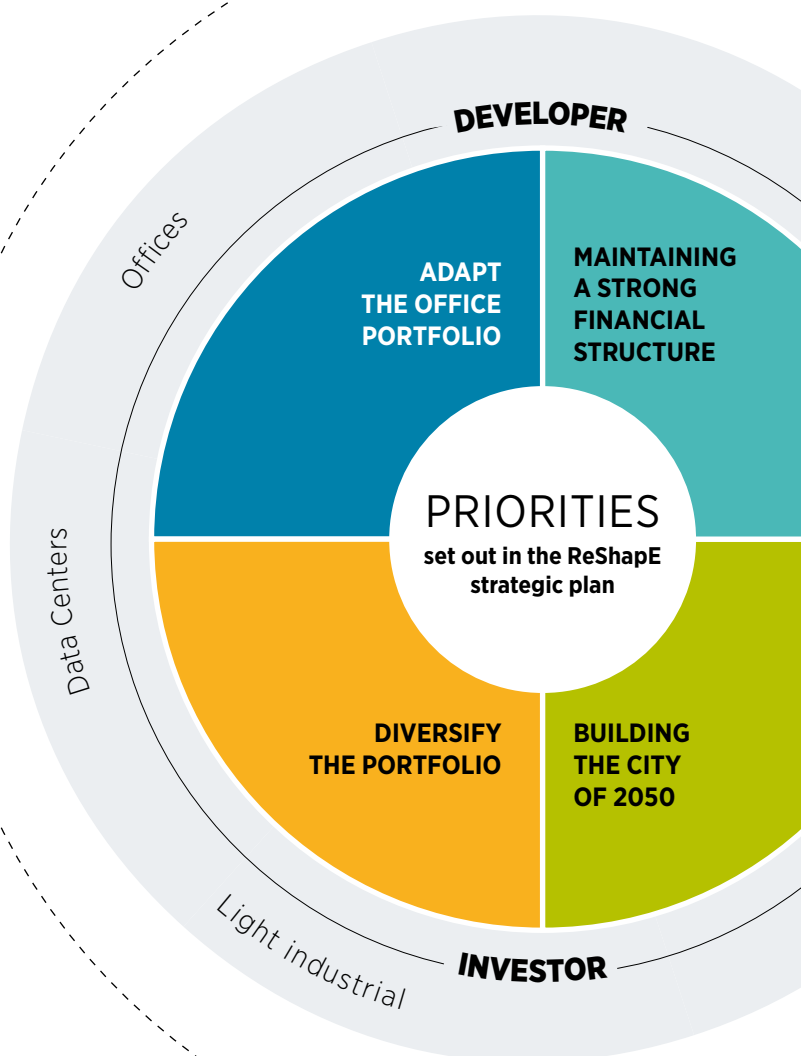 DEVELOPER
Offices
ADAPT
THE OFFICE
PORTFOLIO
MAINTAINING
A STRONG
FINANCIAL
STRUCTURE
PRIORITIES
set out in the ReShapE
strategic plan
Data Centers
DIVERSIFY
THE PORTFOLIO
BUILDING
THE CITY
OF 2050
Light industrial
INVESTOR